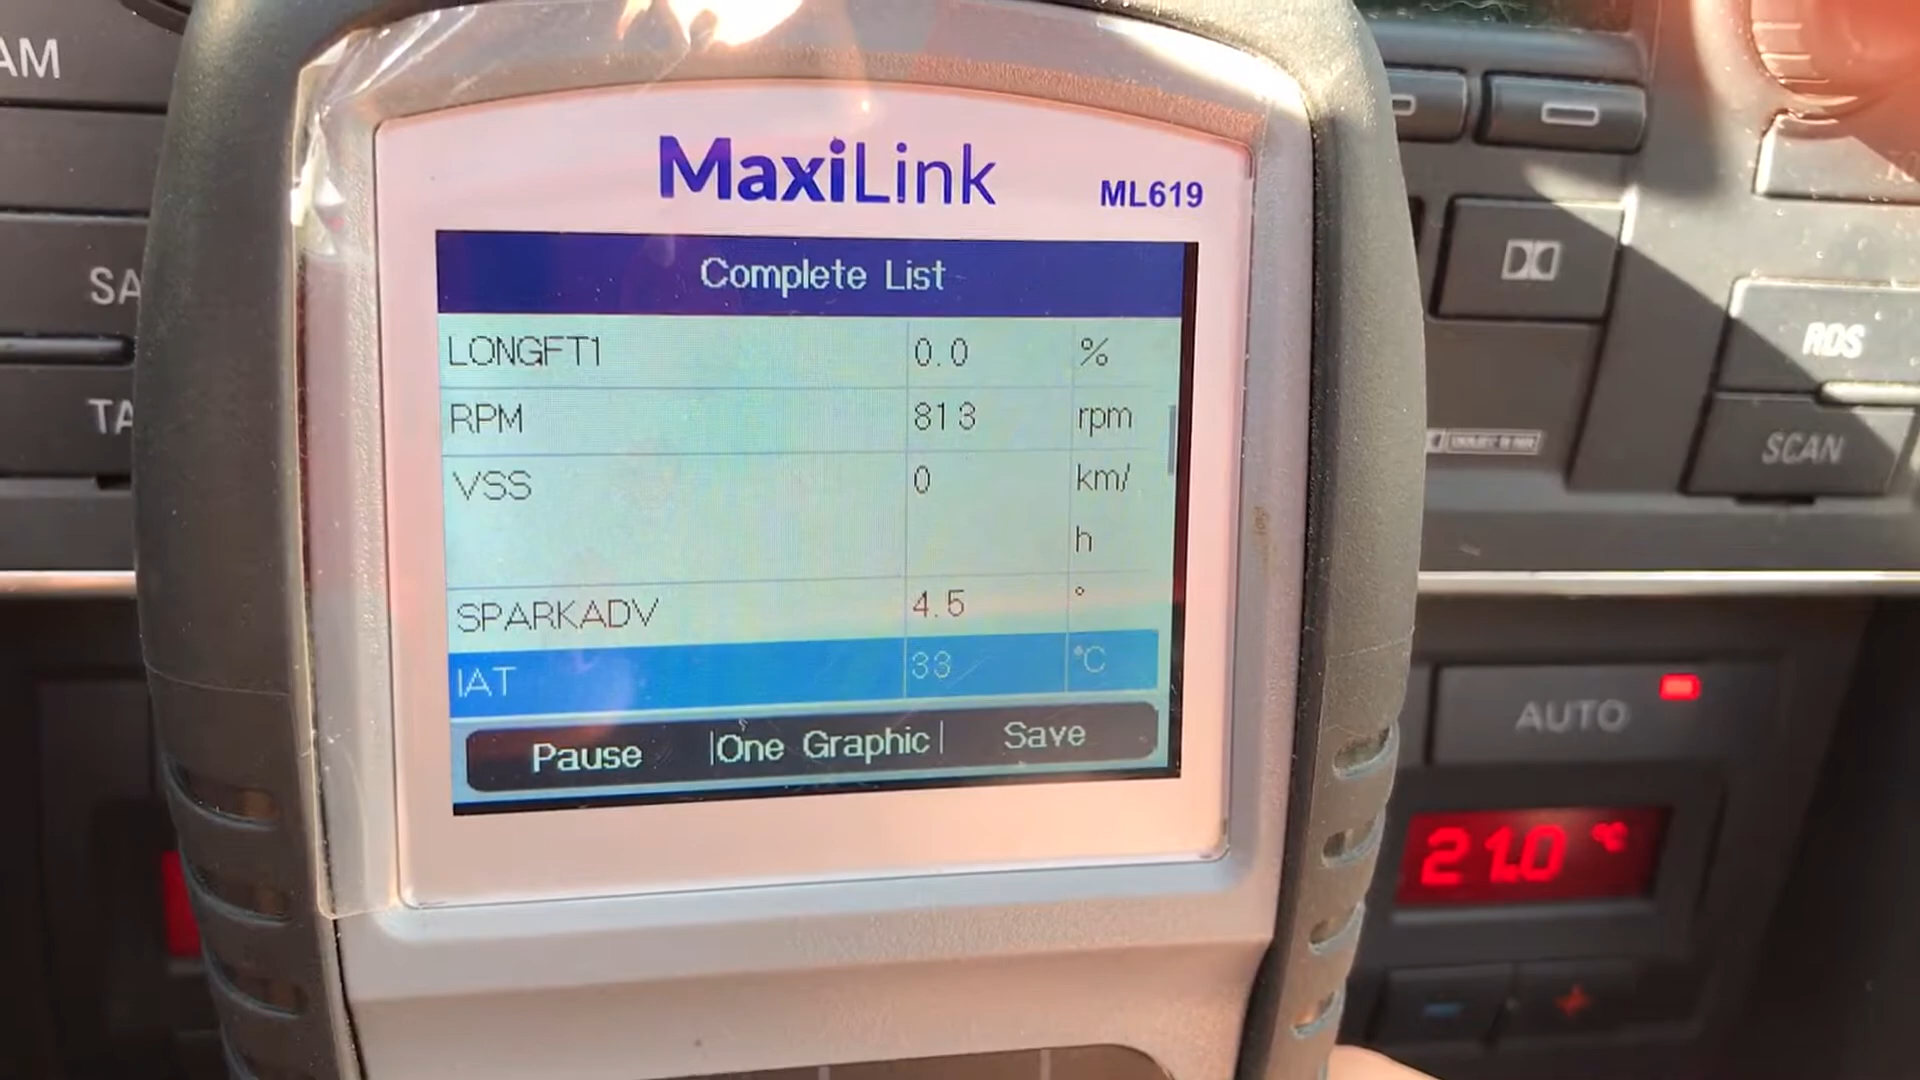 AM
SA
TA
MaxiLink
ML619
Complete List
LONGFT1 0.0 %
RPM 813 rpm
VSS 0 km/
h
SPARKADV 4.5 °
IAT 33 °C
Pause |One Graphic| Save
RDS
SCAN
AUTO
21.0 °C